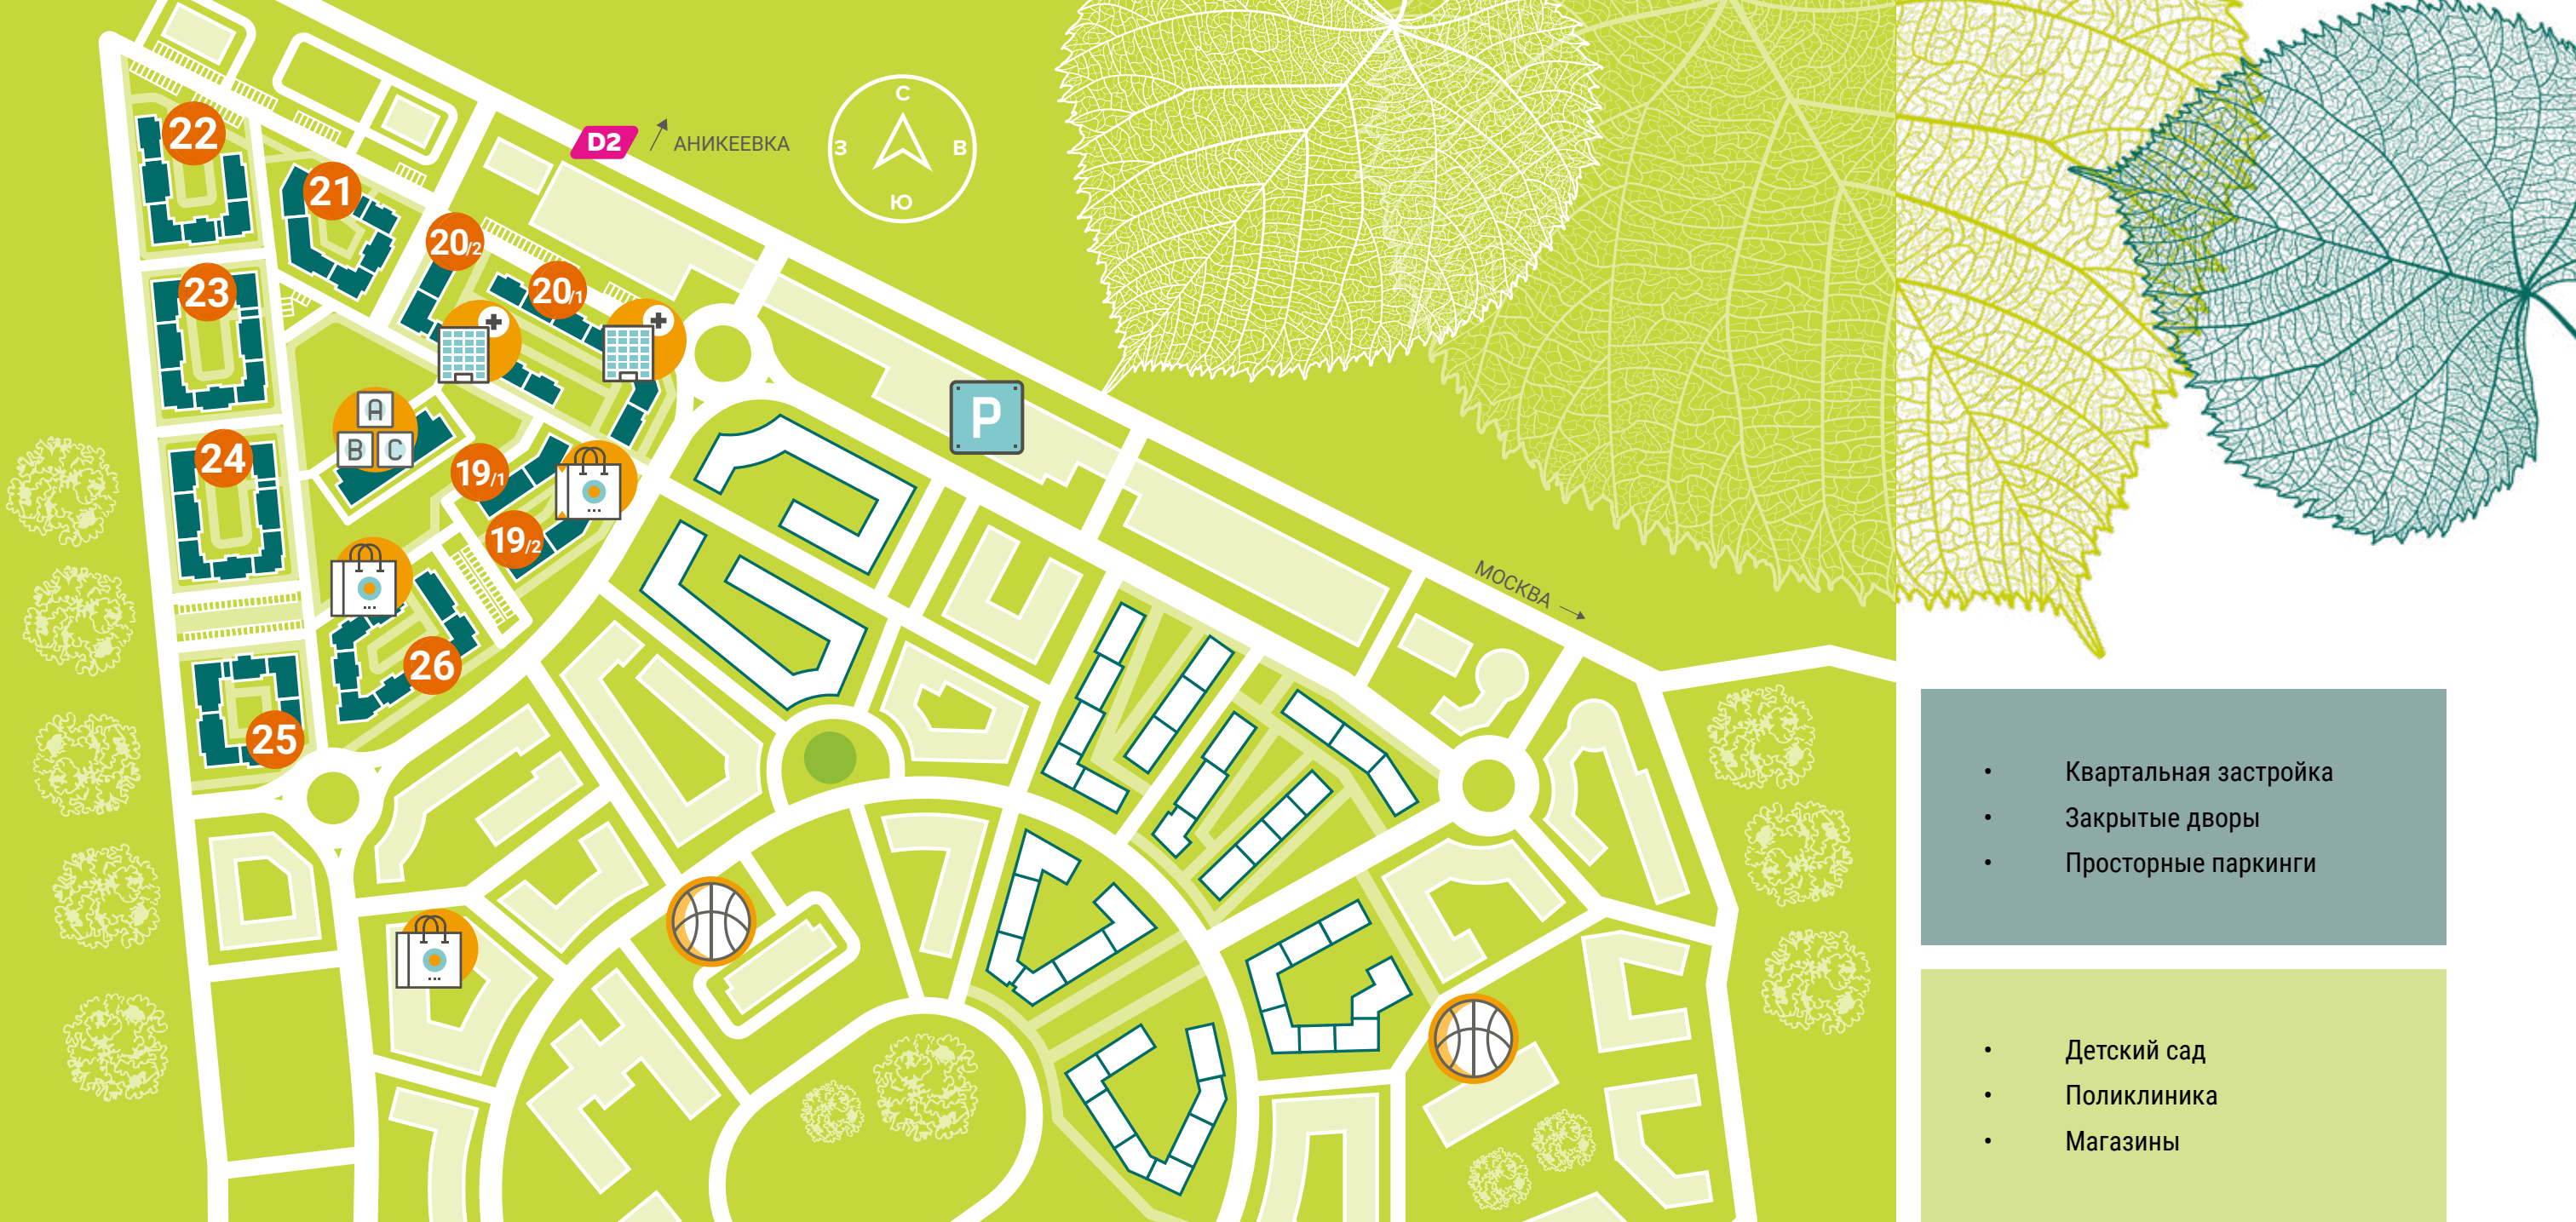 С
З
В
Ю
D2
АНИКЕЕВКА
22
21
20/2
20/1
23
24
A
B C
19/1
19/2
P
МОСКВА
26
25
• Квартальная застройка
• Закрытые дворы
• Просторные паркинги
• Детский сад
• Поликлиника
• Магазины